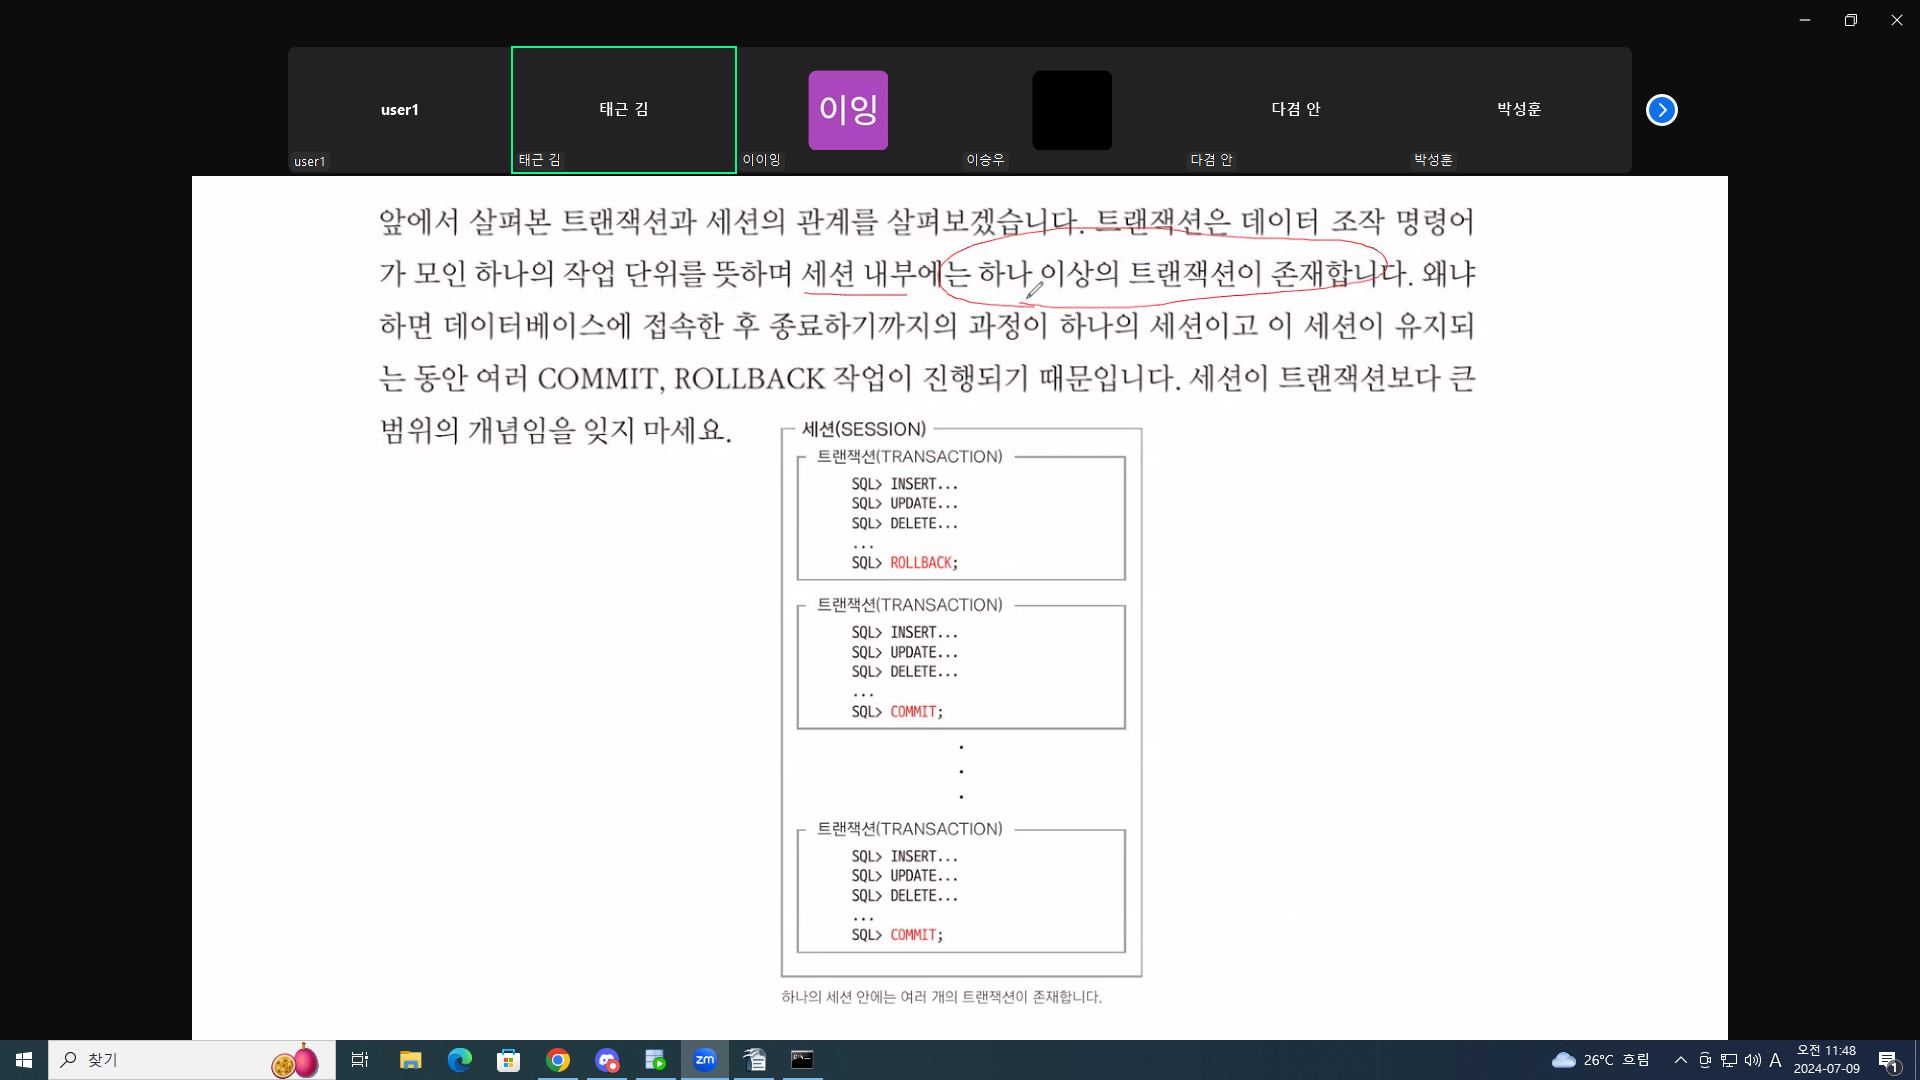 user1
태근 김
이잉
다겸 안
박성훈
user1
태근 김
이이잉
이승우
다겸 안
박성훈
앞에서 살펴본 트랜잭션과 세션의 관계를 살펴보겠습니다. 트랜잭션은 데이터 조작 명령어
가 모인 하나의 작업 단위를 뜻하며 세션 내부에는 하나 이상의 트랜잭션이 존재합니다. 왜냐
하면 데이터베이스에 접속한 후 종료하기까지의 과정이 하나의 세션이고 이 세션이 유지되
는 동안 여러 COMMIT, ROLLBACK 작업이 진행되기 때문입니다. 세션이 트랜잭션보다 큰
범위의 개념임을 잊지 마세요.
세션(SESSION)
트랜잭션(TRANSACTION)
SQL> INSERT...
SQL> UPDATE...
SQL> DELETE...
...
SQL> ROLLBACK;
트랜잭션(TRANSACTION)
SQL> INSERT...
SQL> UPDATE...
SQL> DELETE...
...
SQL> COMMIT;
트랜잭션(TRANSACTION)
SQL> INSERT...
SQL> UPDATE...
SQL> DELETE...
...
SQL> COMMIT;
하나의 세션 안에는 여러 개의 트랜잭션이 존재합니다.
찾기
zm
26°C 흐림
A
오전 11:48
2024-07-09
1